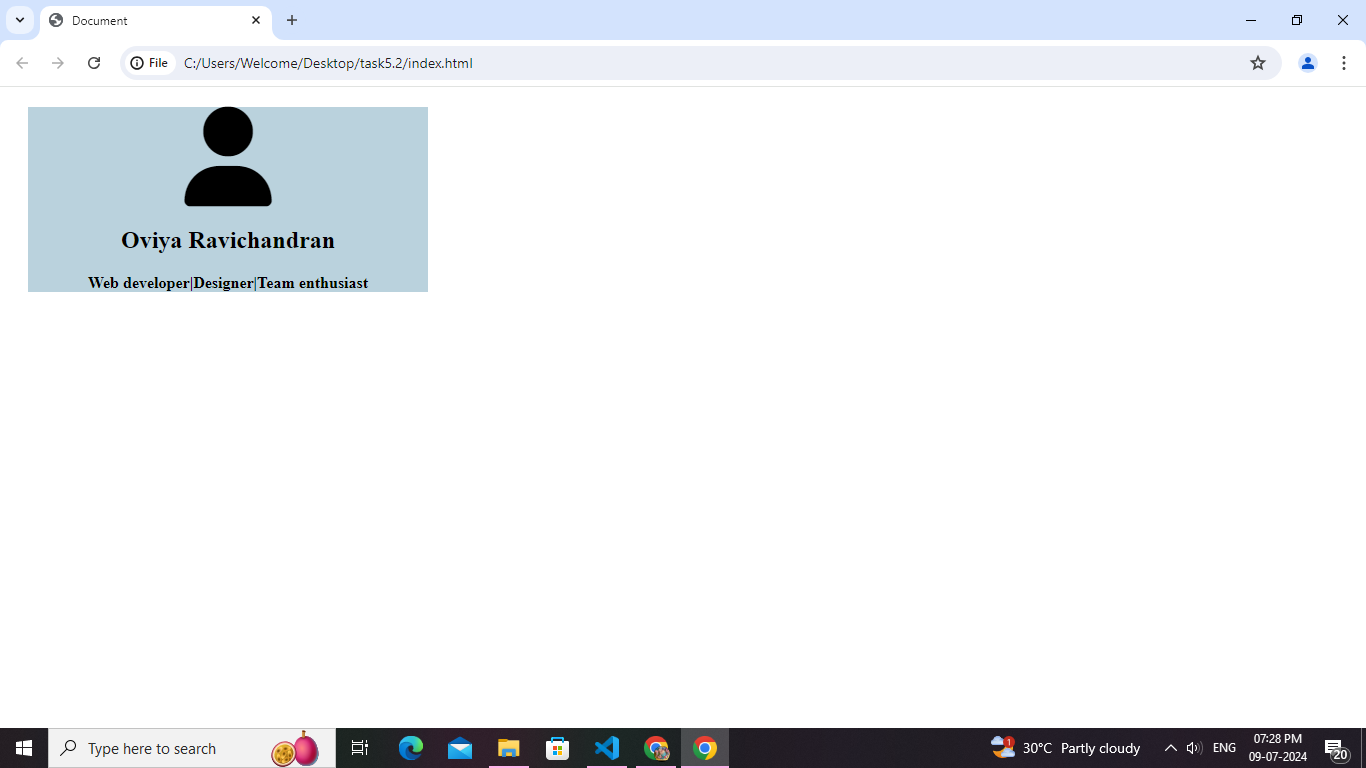 Document
File
C:/Users/Welcome/Desktop/task5.2/index.html
Oviya Ravichandran
Web developer|Designer|Team enthusiast
Type here to search
1
30°C Partly cloudy
ENG
07:28 PM
09-07-2024
20